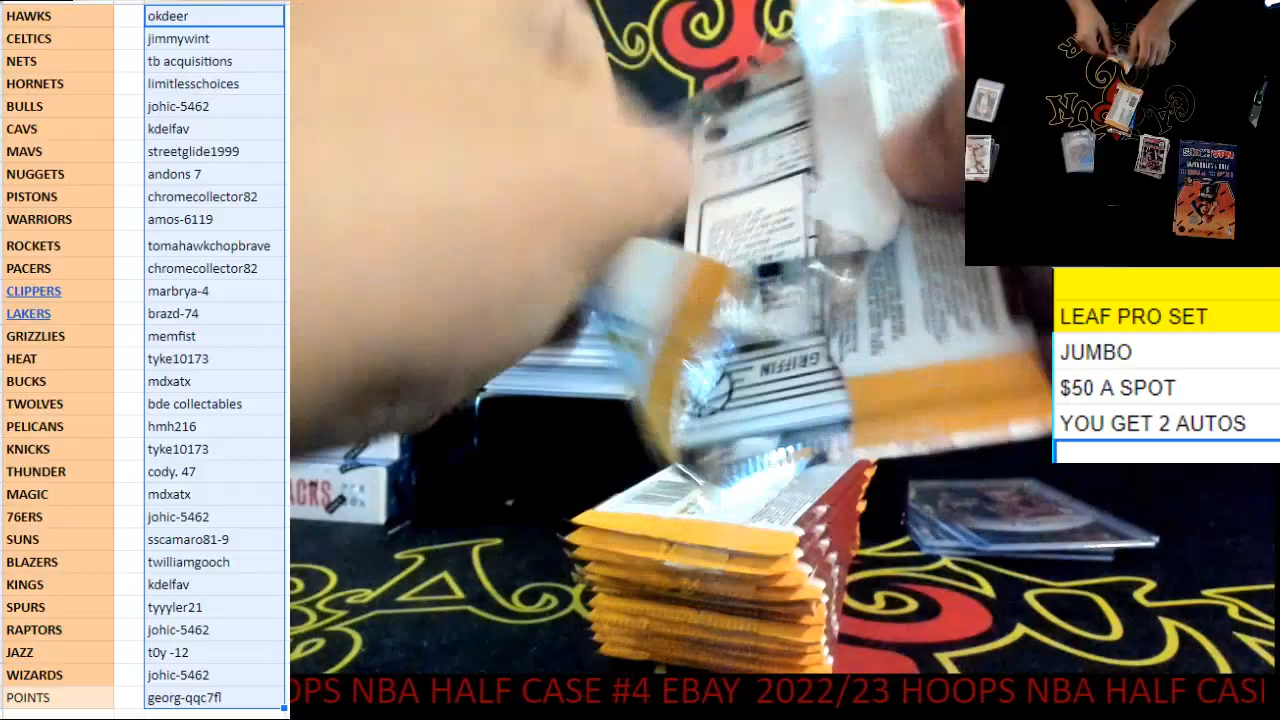 HAWKS okdeer
CELTICS jimmywint
NETS tb acquisitions
HORNETS limitlesschoices
BULLS johic-5462
CAVS kdelfav
MAVS streetglide1999
NUGGETS andons 7
PISTONS chromecollector82
WARRIORS amos-6119
ROCKETS tomahawkchopbrave
PACERS chromecollector82
CLIPPERS marbrya-4
LAKERS brazd-74
GRIZZLIES memfist
HEAT tyke10173
BUCKS mdxatx
TWOLVES bde collectables
PELICANS hmh216
KNICKS tyke10173
THUNDER cody. 47
MAGIC mdxatx
76ERS johic-5462
SUNS sscamaro81-9
BLAZERS twilliamgooch
KINGS kdelfav
SPURS tyyyler21
RAPTORS johic-5462
JAZZ t0y -12
WIZARDS johic-5462
POINTS georg-qqc7fl
GRIFFIN
LEAF PRO SET
JUMBO
$50 A SPOT
YOU GET 2 AUTOS
OPS NBA HALF CASE #4 EBAY 2022/23 HOOPS NBA HALF CASI